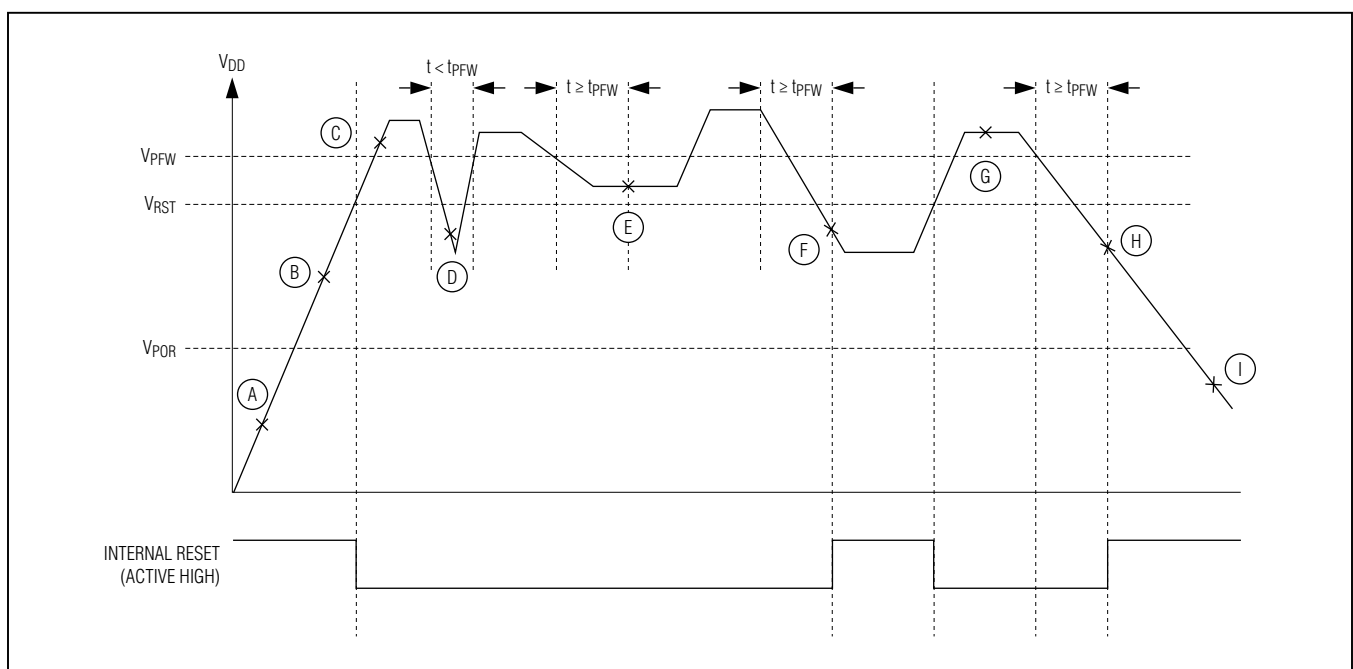 VDD
t < tPFW
t ≥ tPFW
t ≥ tPFW
t ≥ tPFW
C
VPFW
G
VRST
E
F
H
D
B
VPOR
I
A
INTERNAL RESET
(ACTIVE HIGH)